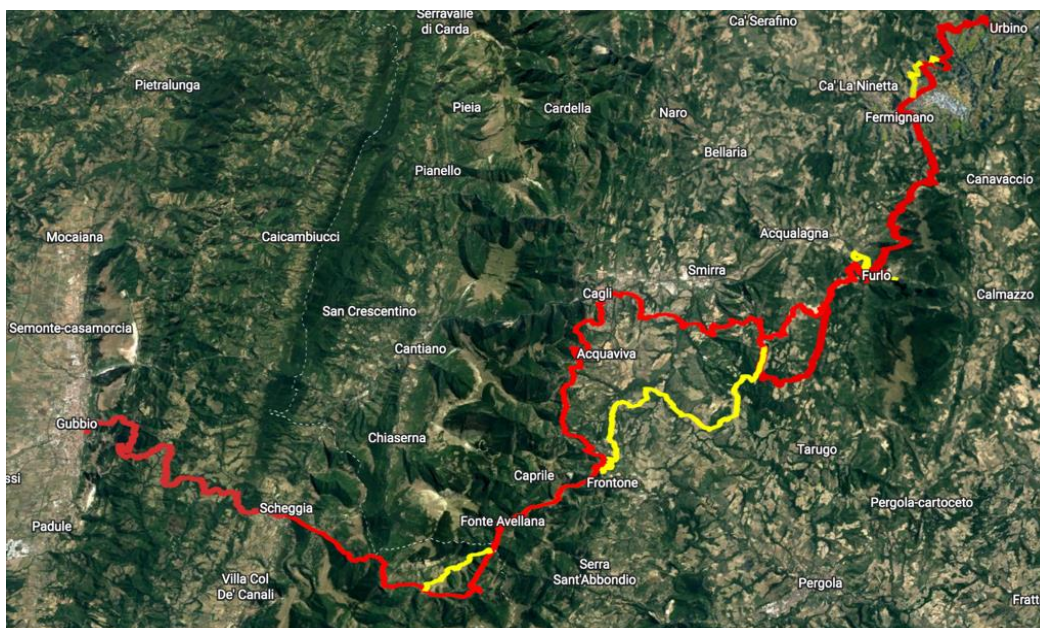 Serravalle
di Carda
Ca' Serafino
Urbino
Pietralunga
Ca' La Ninetta
Pieia
Cardella
Naro
Fermignano
Bellaria
Pianello
Canavaccio
Mocaiana
Caicambiucci
Acqualagna
Smirra
Furlo
Cagli
Calmazzo
San Crescentino
Semonte-casamorcia
Cantiano
Acquaviva
Gubbio
Chiaserna
Tarugo
ssi
Caprile
Frontone
Scheggia
Pergola-cartoceto
Padule
Fonte Avellana
Serra
Sant'Abbondio
Villa Col
De' Canali
Pergola
Fratt